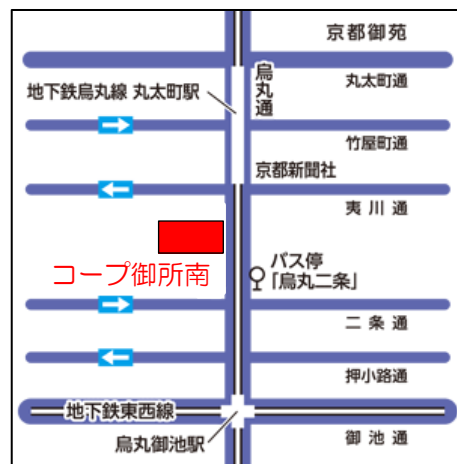 京都御苑
烏丸通
丸太町通
地下鉄烏丸線 丸太町駅
竹屋町通
京都新聞社
夷川通
コープ御所南
バス停
「烏丸二条」
二条通
押小路通
地下鉄東西線
烏丸御池駅
御池通